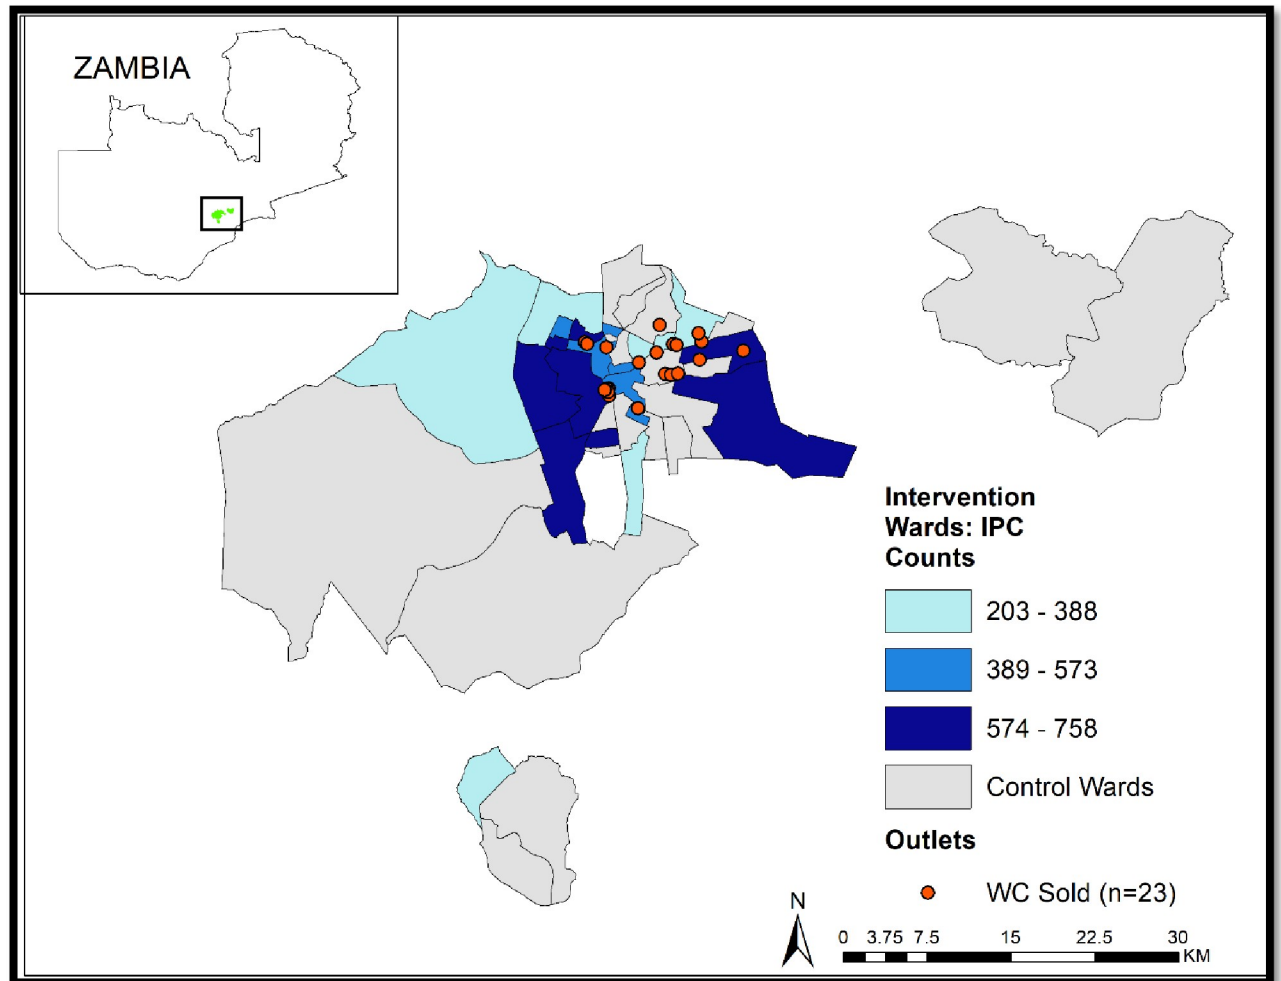 ZAMBIA
Intervention
Wards: IPC
Counts
203 - 388
389 - 573
574 - 758
Control Wards
Outlets
WC Sold (n=23)
N
0 3.75 7.5 15 22.5 30
KM